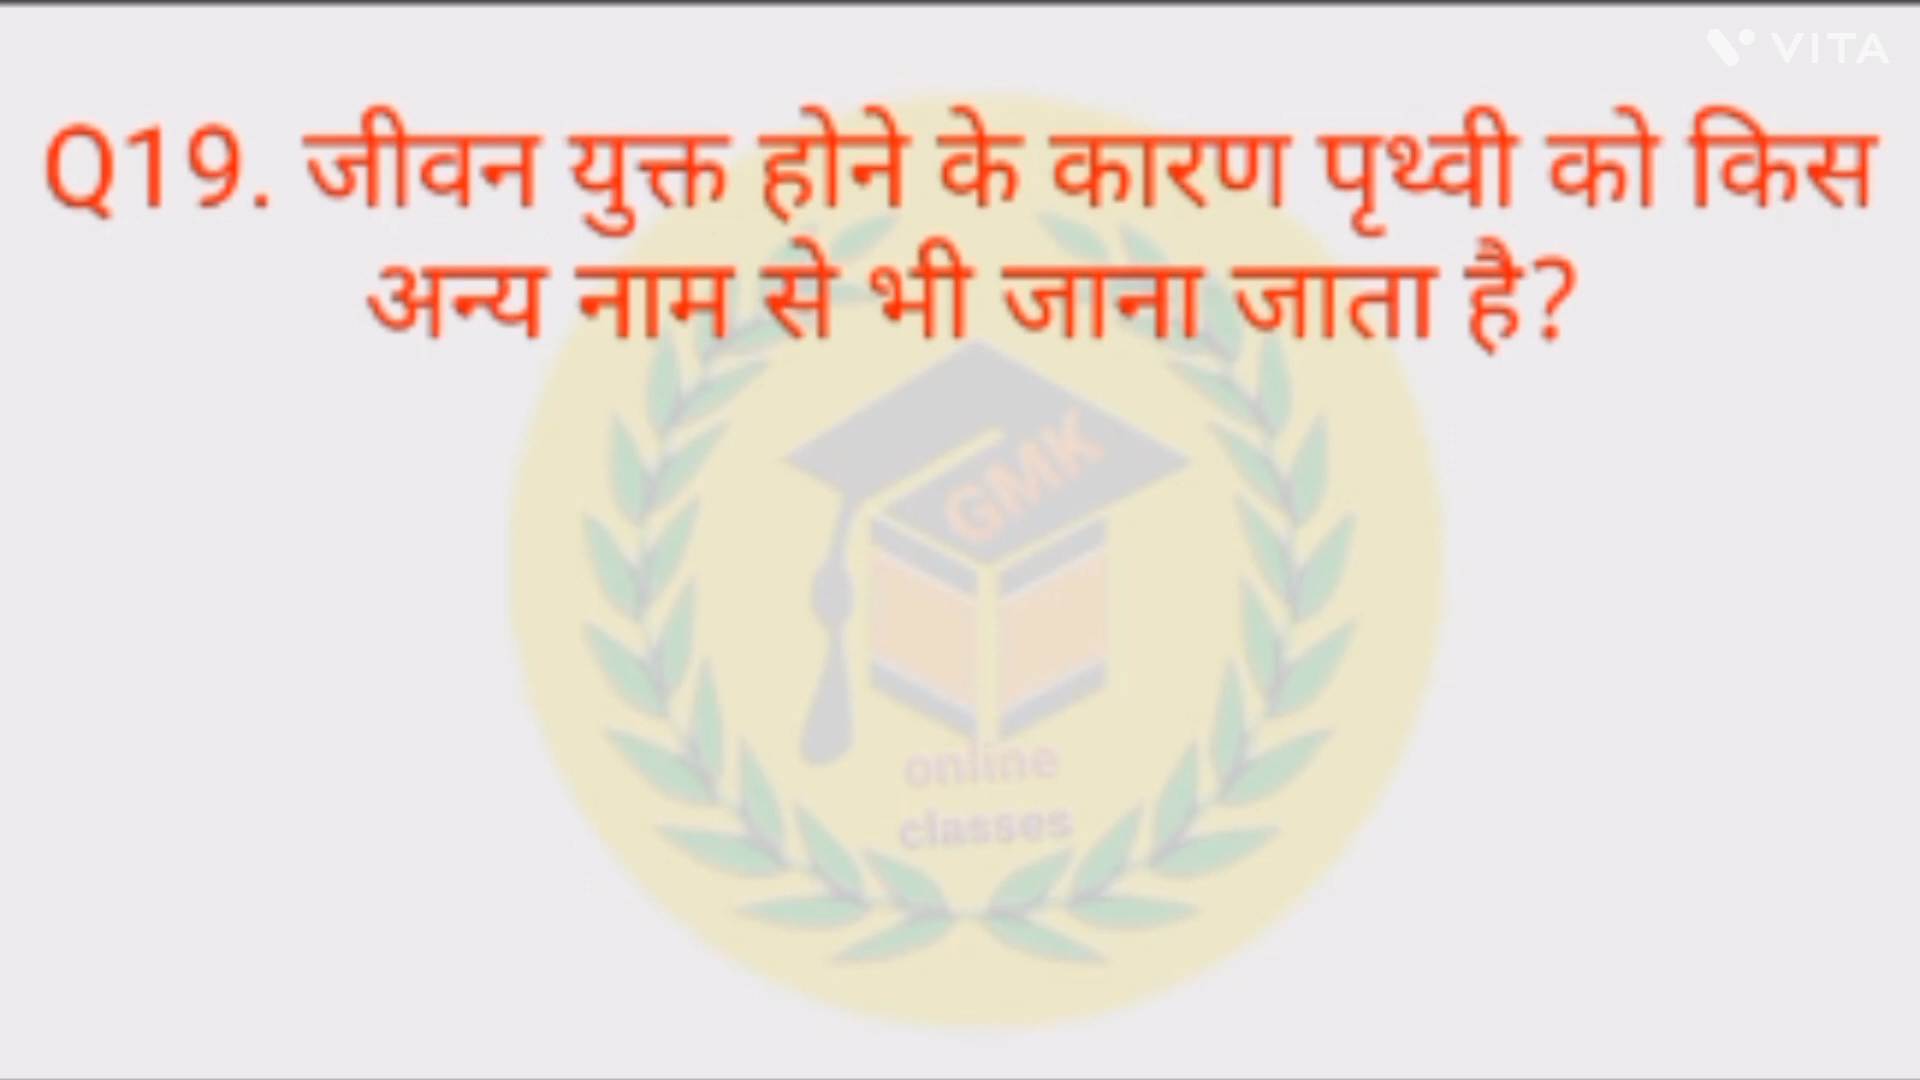 VITA
Q19. जीवन युक्त होने के कारण पृथ्वी को किस
अन्य नाम से भी जाना जाता है?
GMK
online
classes